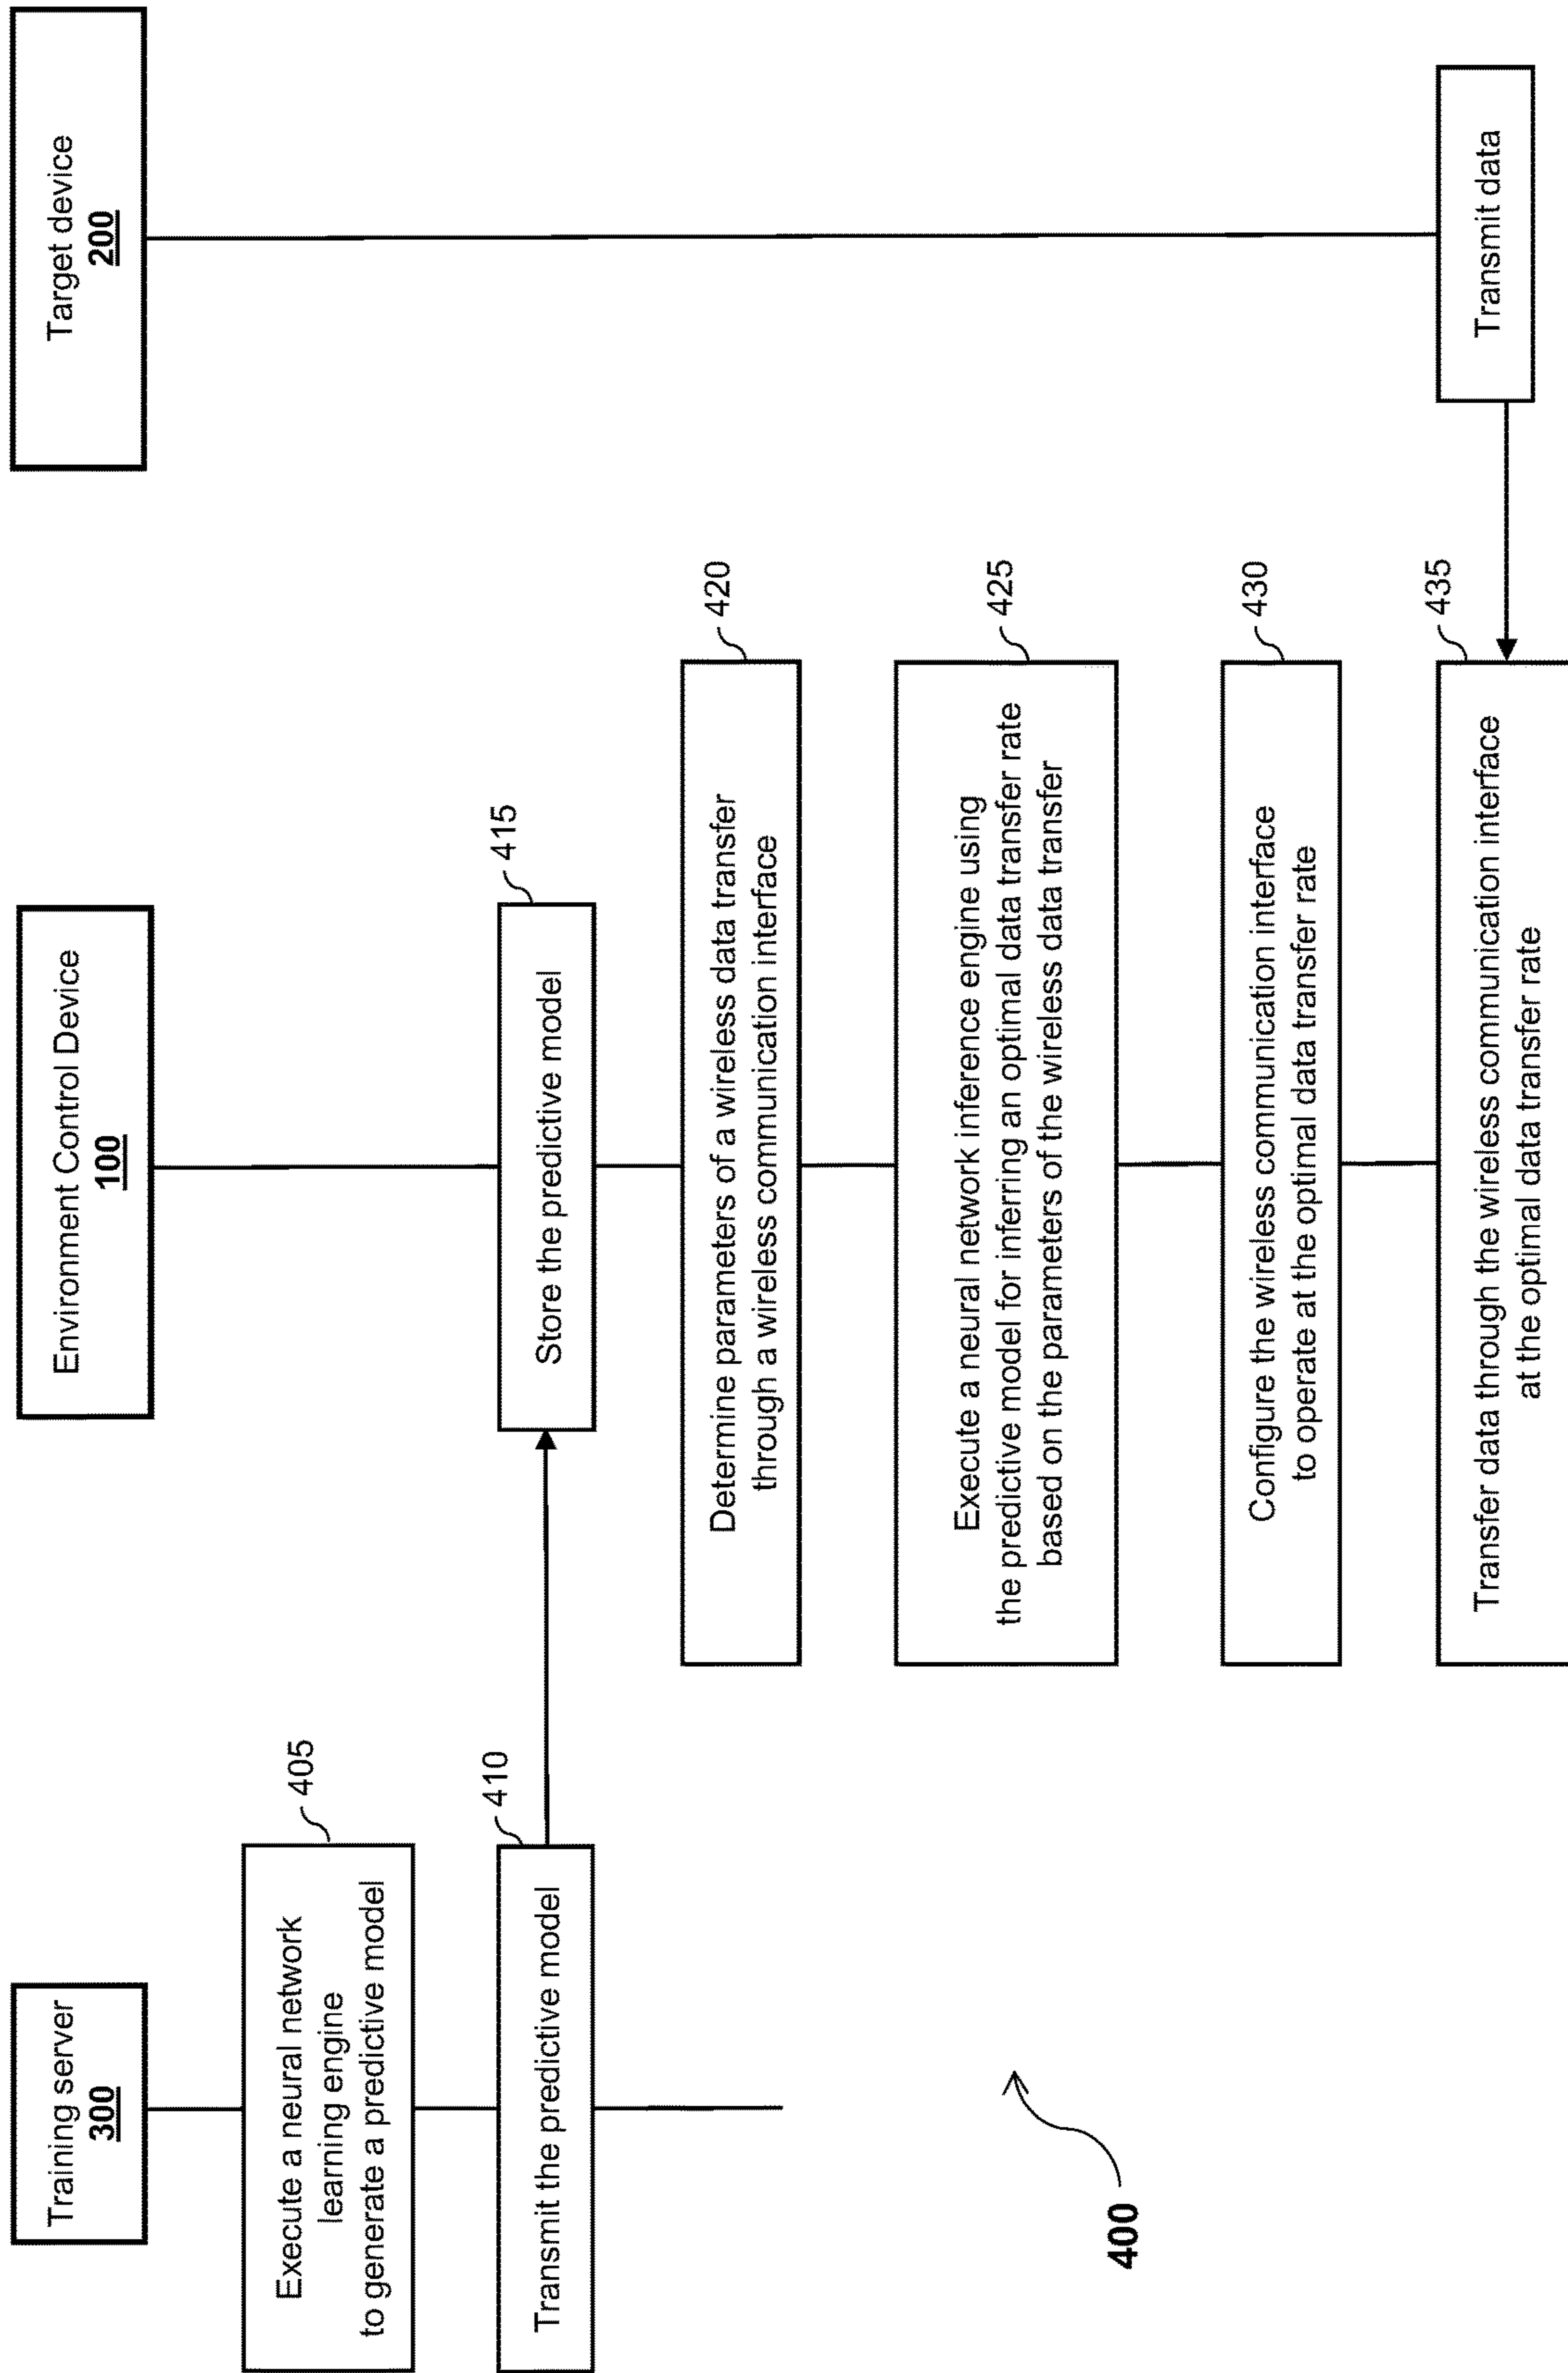 Training server
300
Environment Control Device
100
Target device
200
Execute a neural network
learning engine
to generate a predictive model
405
Transmit the predictive model
410
Store the predictive model
415
Determine parameters of a wireless data transfer
through a wireless communication interface
420
Execute a neural network inference engine using
the predictive model for inferring an optimal data transfer rate
based on the parameters of the wireless data transfer
425
Configure the wireless communication interface
to operate at the optimal data transfer rate
430
Transfer data through the wireless communication interface
at the optimal data transfer rate
435
Transmit data
400